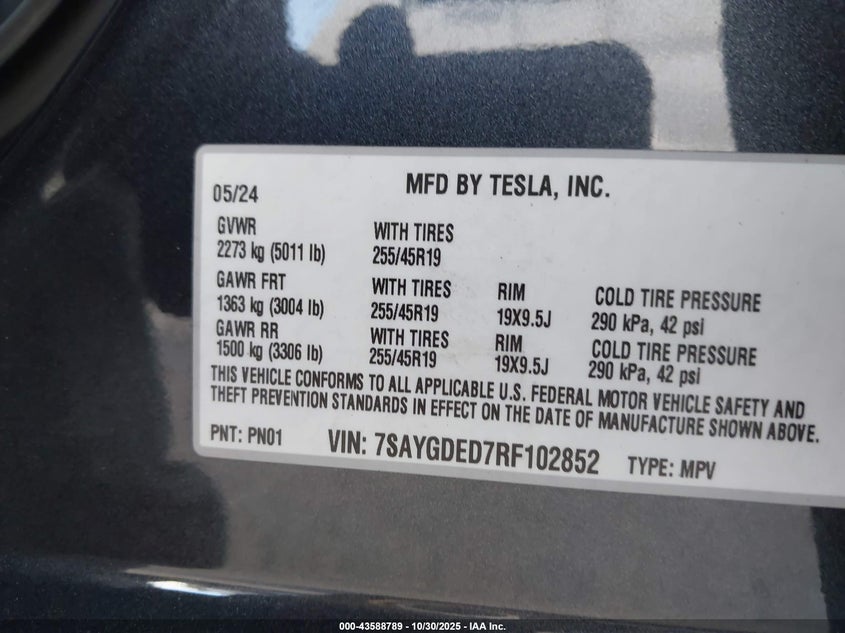 05/24
MFD BY TESLA, INC.
GVWR
2273 kg (5011 lb)
WITH TIRES
255/45R19
GAWR FRT
1363 kg (3004 lb)
WITH TIRES
255/45R19
RIM
19X9.5J
COLD TIRE PRESSURE
290 kPa, 42 psi
GAWR RR
1500 kg (3306 lb)
WITH TIRES
255/45R19
RIM
19X9.5J
COLD TIRE PRESSURE
290 kPa, 42 psi
THIS VEHICLE CONFORMS TO ALL APPLICABLE U.S. FEDERAL MOTOR VEHICLE SAFETY AND
THEFT PREVENTION STANDARDS IN EFFECT ON THE DATE OF MANUFACTURE SHOWN ABOVE.
PNT: PN01 VIN: 7SAYGDED7RF102852 TYPE: MPV
000-43588789 - 10/30/2025 - IAA Inc.